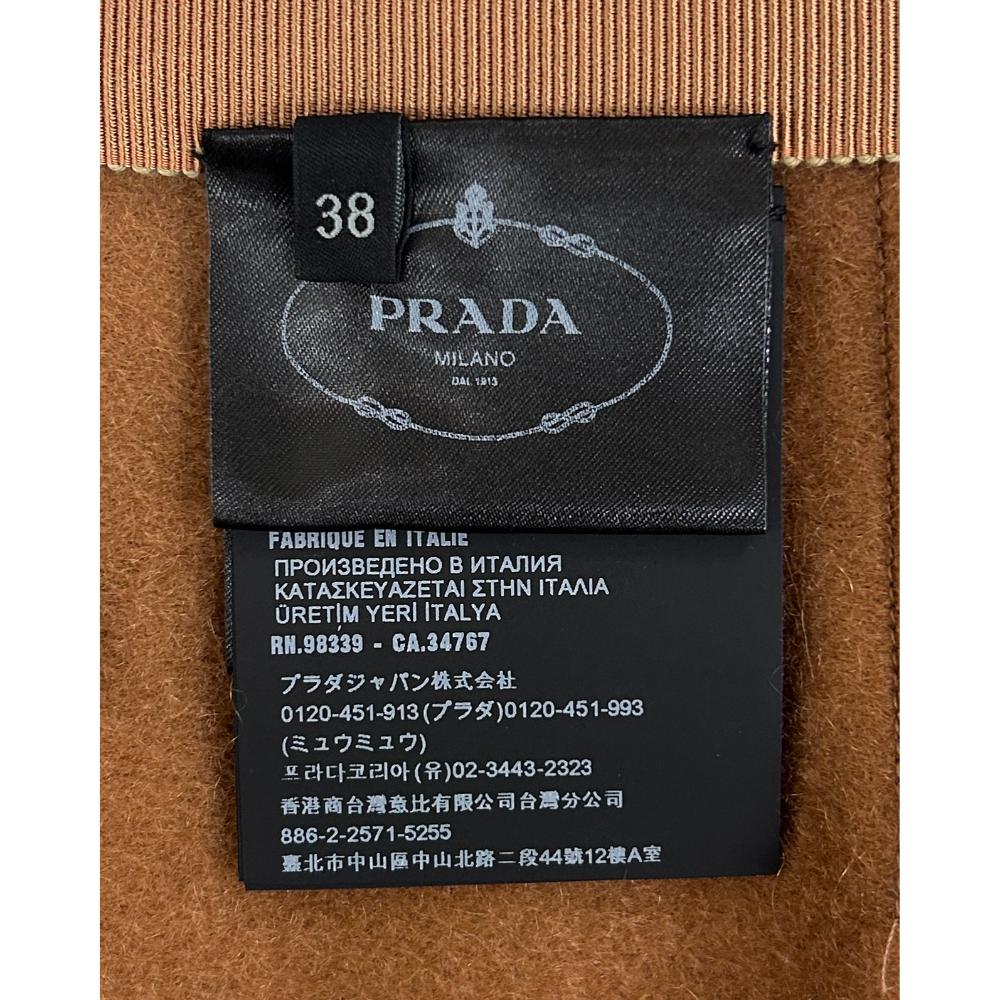 38
PRADA
MILANO
DAL 1913
FABRIQUÉ EN ITALIE
ПРОИЗВЕДЕНО В ИТАЛИЯ
ΚΑΤΑΣΚΕΥΑΖΕΤΑΙ ΣΤΗΝ ΙΤΑΛΙΑ
ÜRETİM YERİ İTALYA
RN.98339 - CA.34767
プラダジャパン株式会社
0120-451-913(プラダ)0120-451-993
(ミュウミュウ)
프라다코리아(유)02-3443-2323
香港商台灣意比有限公司台灣分公司
886-2-2571-5255
臺北市中山區中山北路二段44號12樓A室